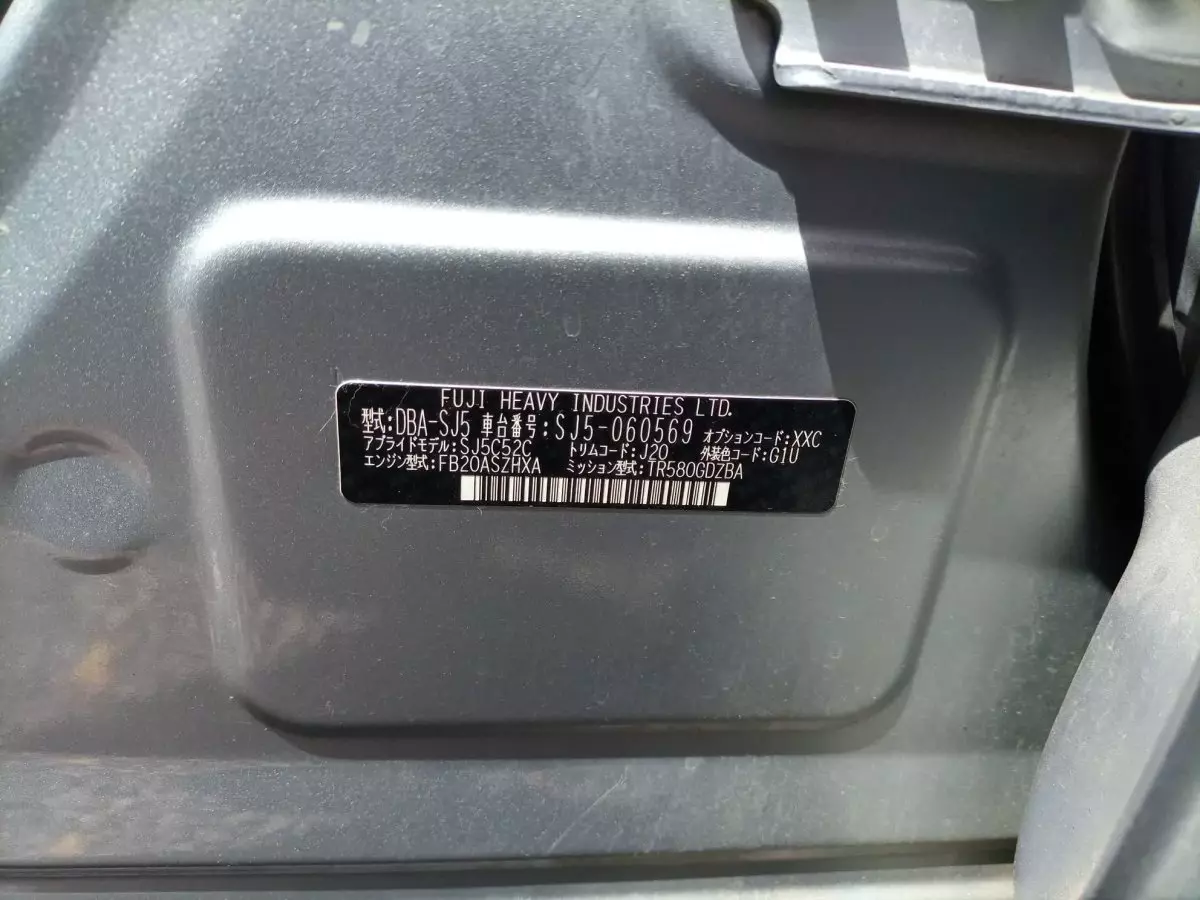 FUJI HEAVY INDUSTRIES LTD.
型式:DBA-SJ5 車台番号:SJ5-060569 オプションコード:XXC
アプライドモデル:SJ5C52C トリムコード:J20 外装色コード:G1U
エンジン型式:FB20ASZHXA ミッション型式:TR580GDZBA